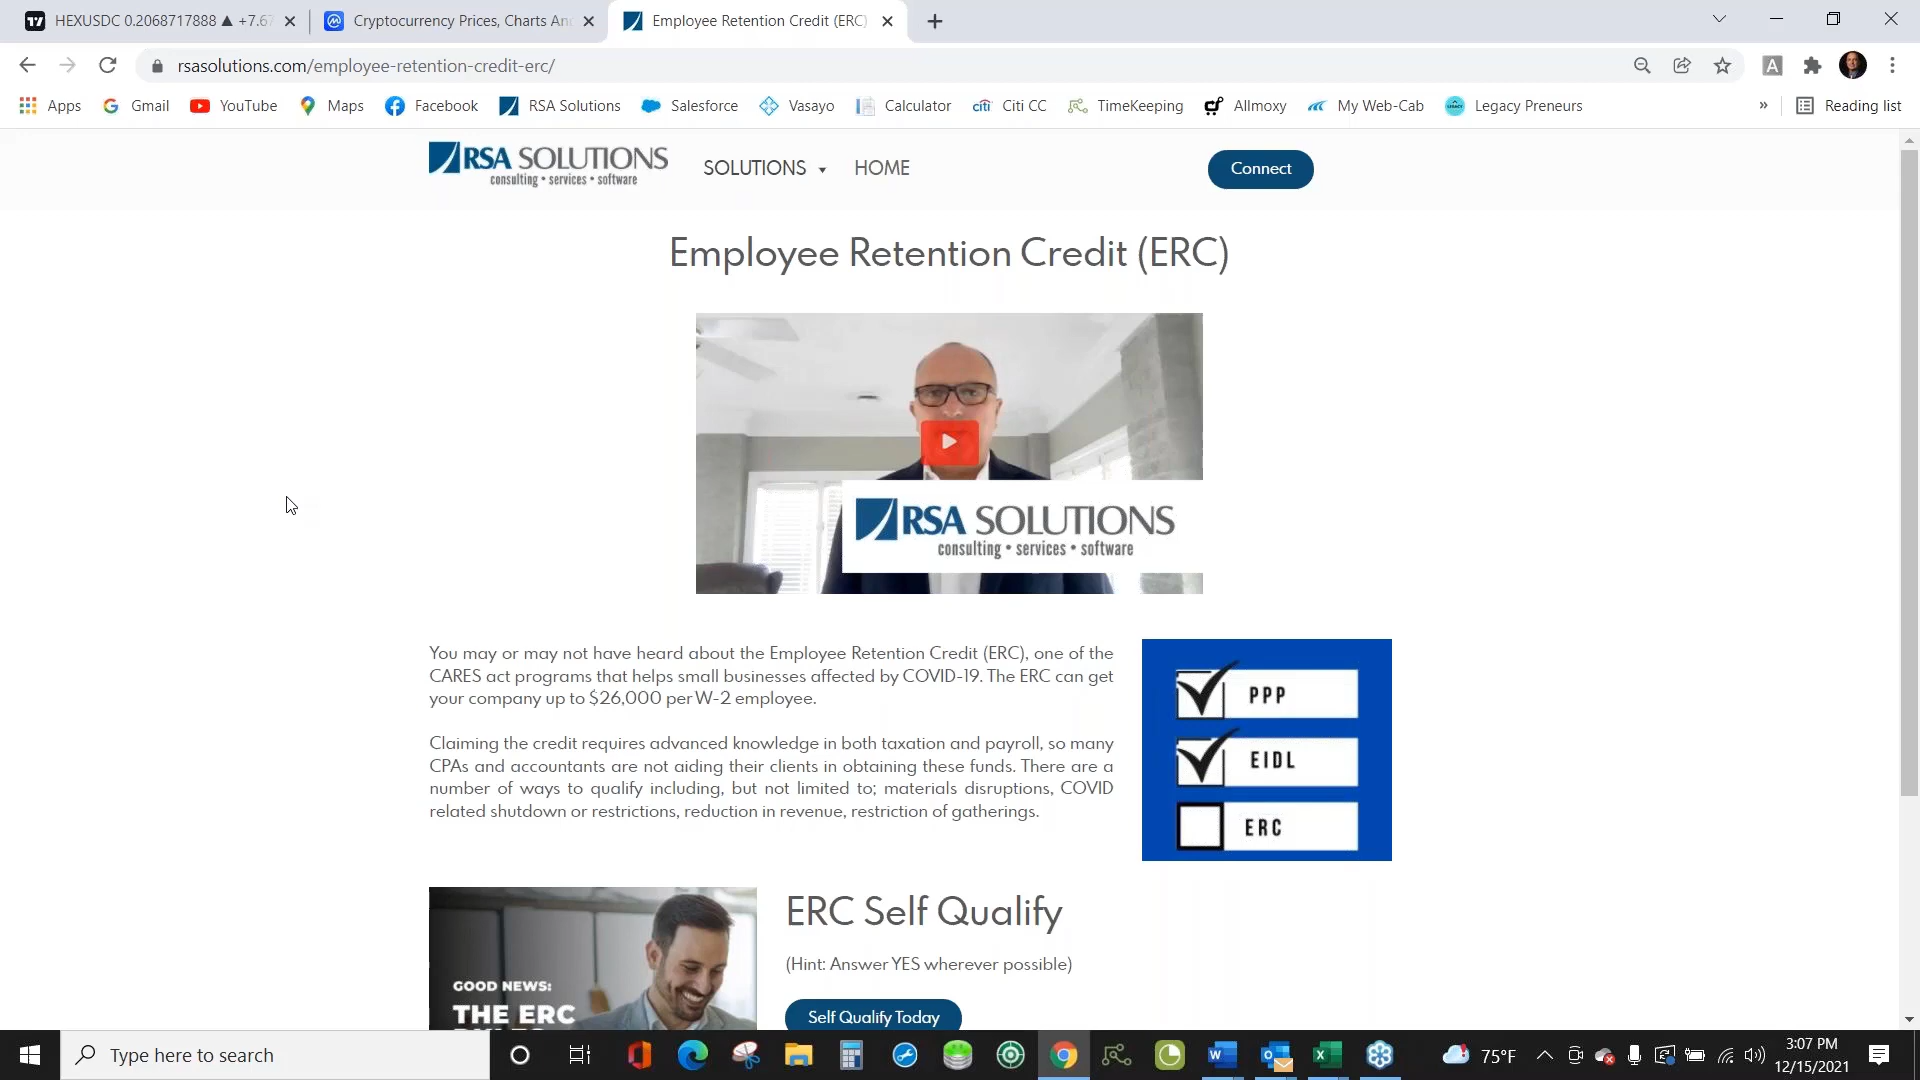 HEXUSDC 0.2068717888 ▲ +7.67
Cryptocurrency Prices, Charts And
Employee Retention Credit (ERC)
rsasolutions.com/employee-retention-credit-erc/
Apps
Gmail
YouTube
Maps
Facebook
RSA Solutions
Salesforce
Vasayo
Calculator
citi Citi CC
TimeKeeping
Allmoxy
My Web-Cab
Legacy Preneurs
»
Reading list
RSA SOLUTIONS
consulting • services • software
SOLUTIONS
HOME
Connect
Employee Retention Credit (ERC)
RSA SOLUTIONS
consulting • services • software
You may or may not have heard about the Employee Retention Credit (ERC), one of the
CARES act programs that helps small businesses affected by COVID-19. The ERC can get
your company up to $26,000 per W-2 employee.
Claiming the credit requires advanced knowledge in both taxation and payroll, so many
CPAs and accountants are not aiding their clients in obtaining these funds. There are a
number of ways to qualify including, but not limited to; materials disruptions, COVID
related shutdown or restrictions, reduction in revenue, restriction of gatherings.
PPP
EIDL
ERC
GOOD NEWS:
THE ERC
ERC Self Qualify
(Hint: Answer YES wherever possible)
Self Qualify Today
Type here to search
75°F
3:07 PM
12/15/2021